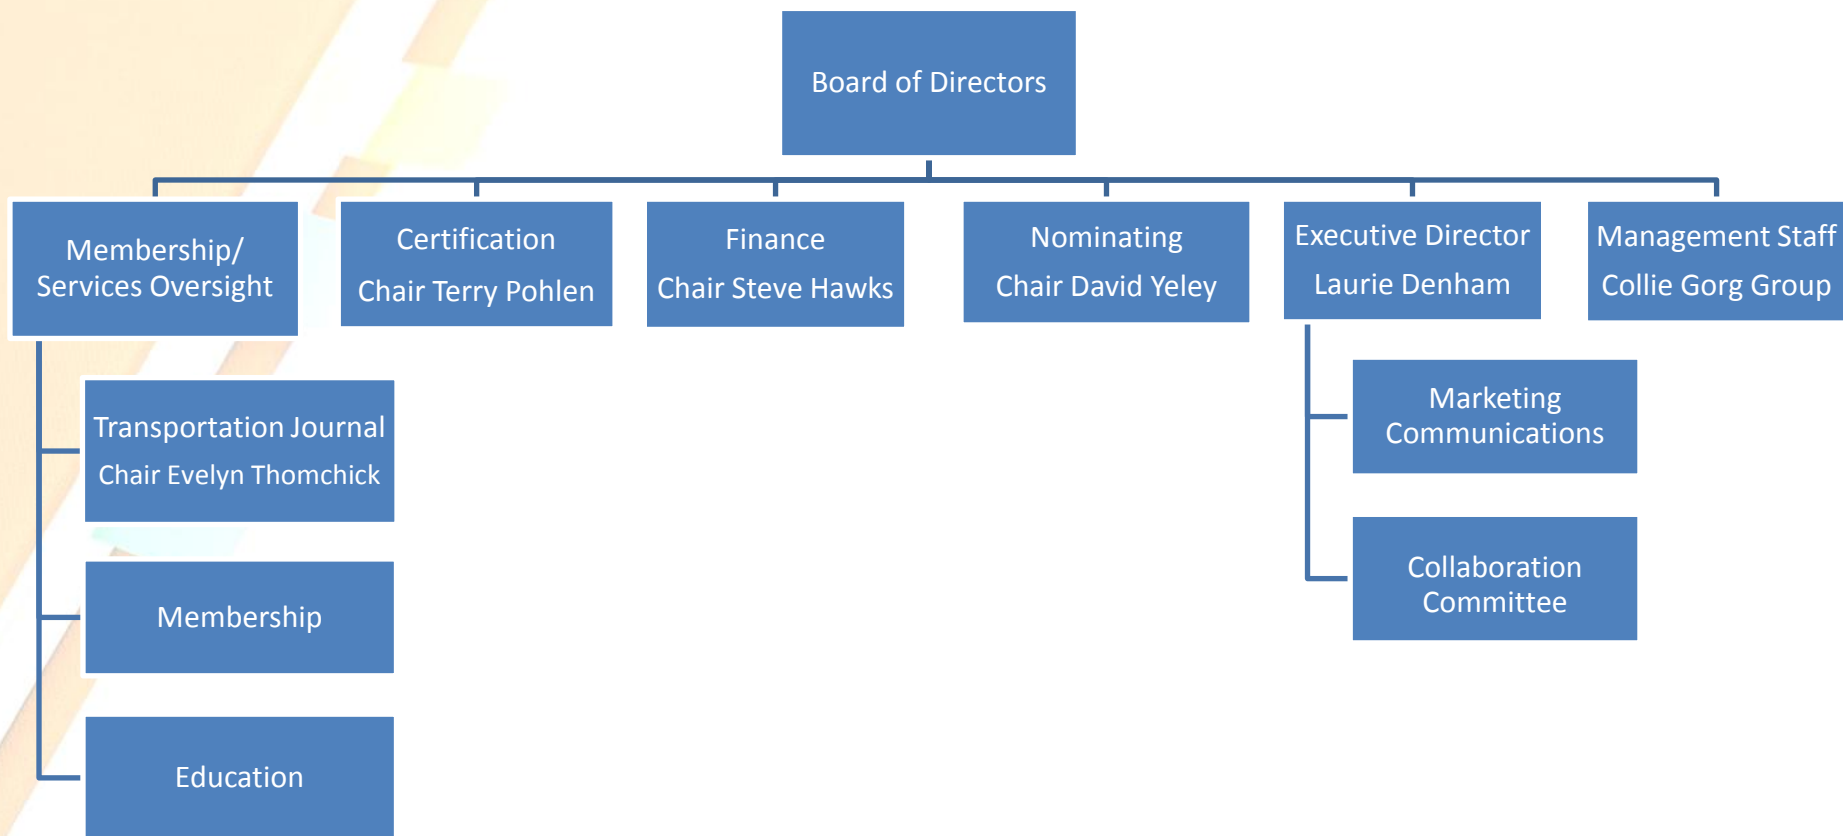 Board of Directors
Membership/
Services Oversight
Certification
Chair Terry Pohlen
Finance
Chair Steve Hawks
Nominating
Chair David Yeley
Executive Director
Laurie Denham
Management Staff
Collie Gorg Group
Transportation Journal
Chair Evelyn Thomchick
Membership
Education
Marketing
Communications
Collaboration
Committee